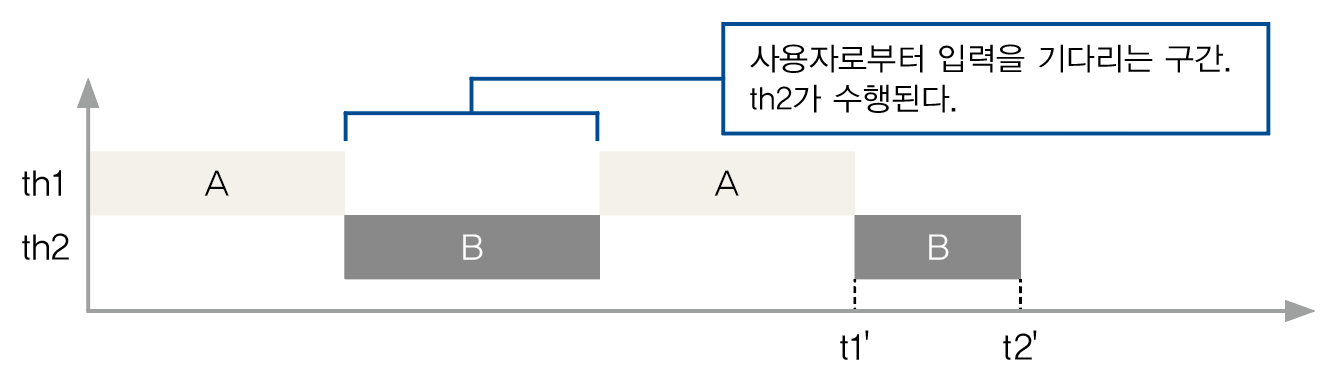 사용자로부터 입력을 기다리는 구간.
th2가 수행된다.
th1
A
A
th2
B
B
t1'
t2'